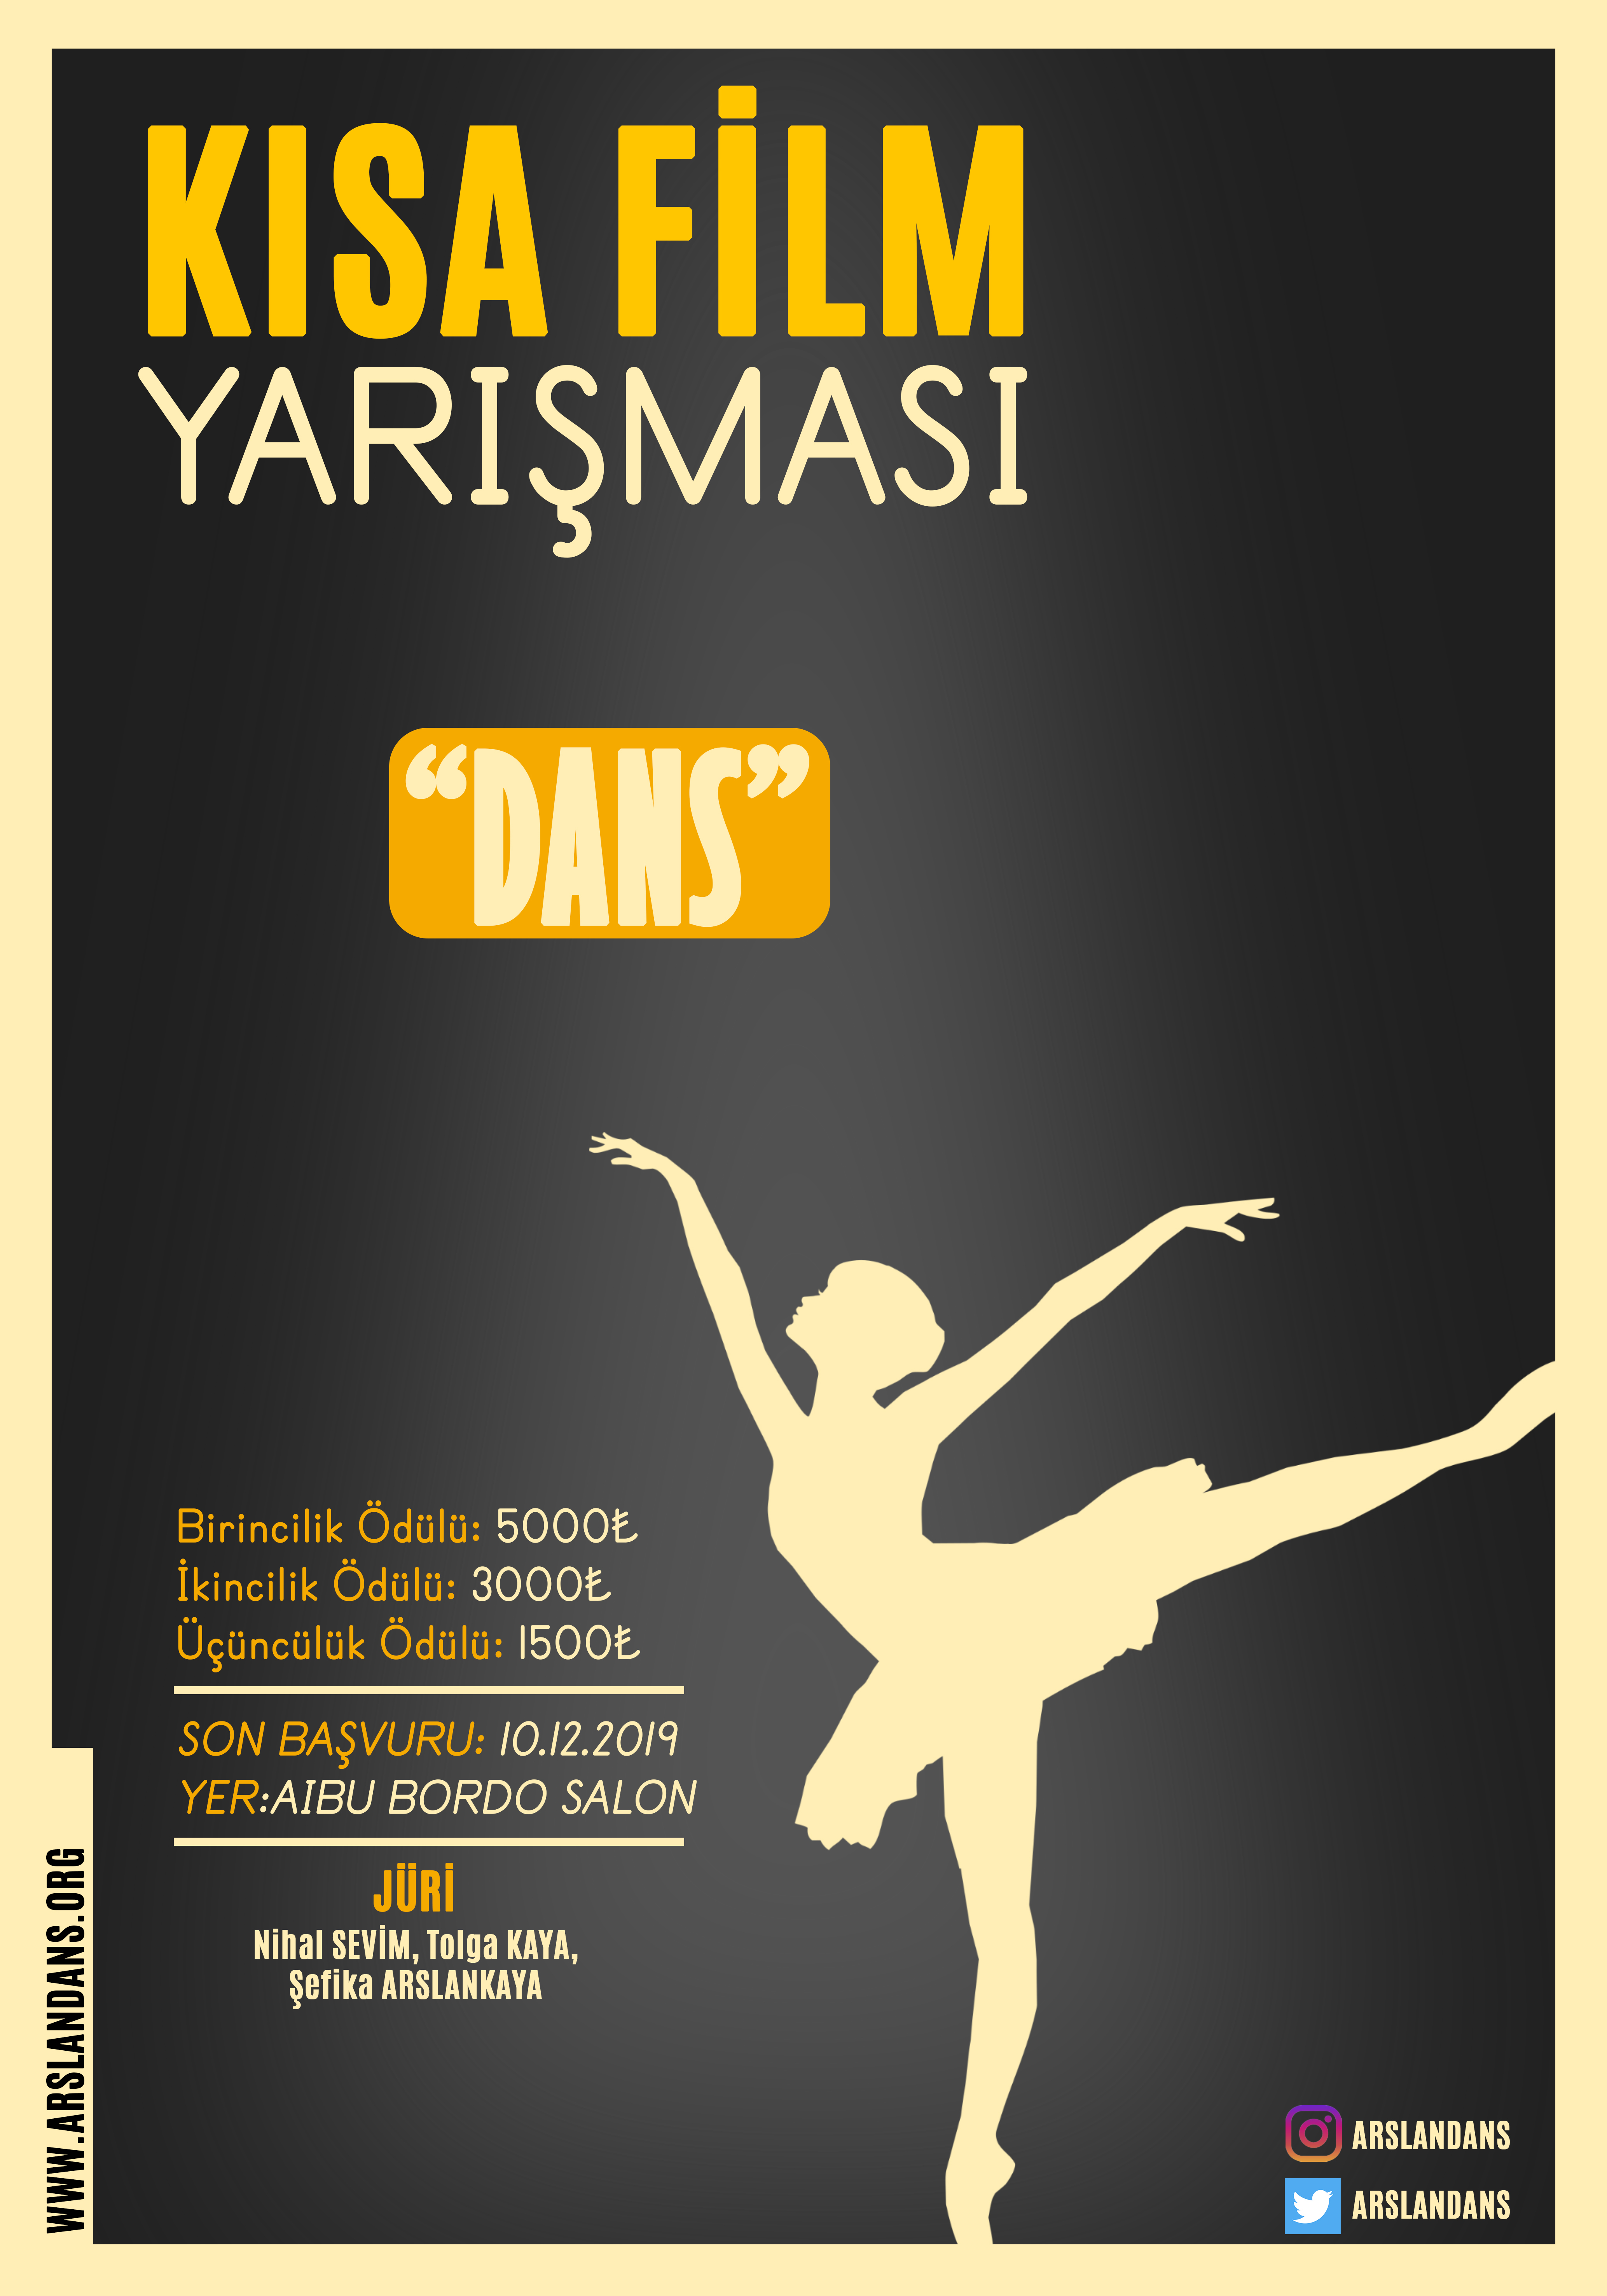 KISA FİLM
YARIŞMASI
“DANS”
Birincilik Ödülü: 5000₺
İkincilik Ödülü: 3000₺
Üçüncülük Ödülü: 1500₺
SON BAŞVURU: 10.12.2019
YER:AIBU BORDO SALON
JÜRİ
Nihal SEVİM, Tolga KAYA,
Şefika ARSLANKAYA
WWW.ARSLANDANS.ORG
ARSLANDANS
ARSLANDANS